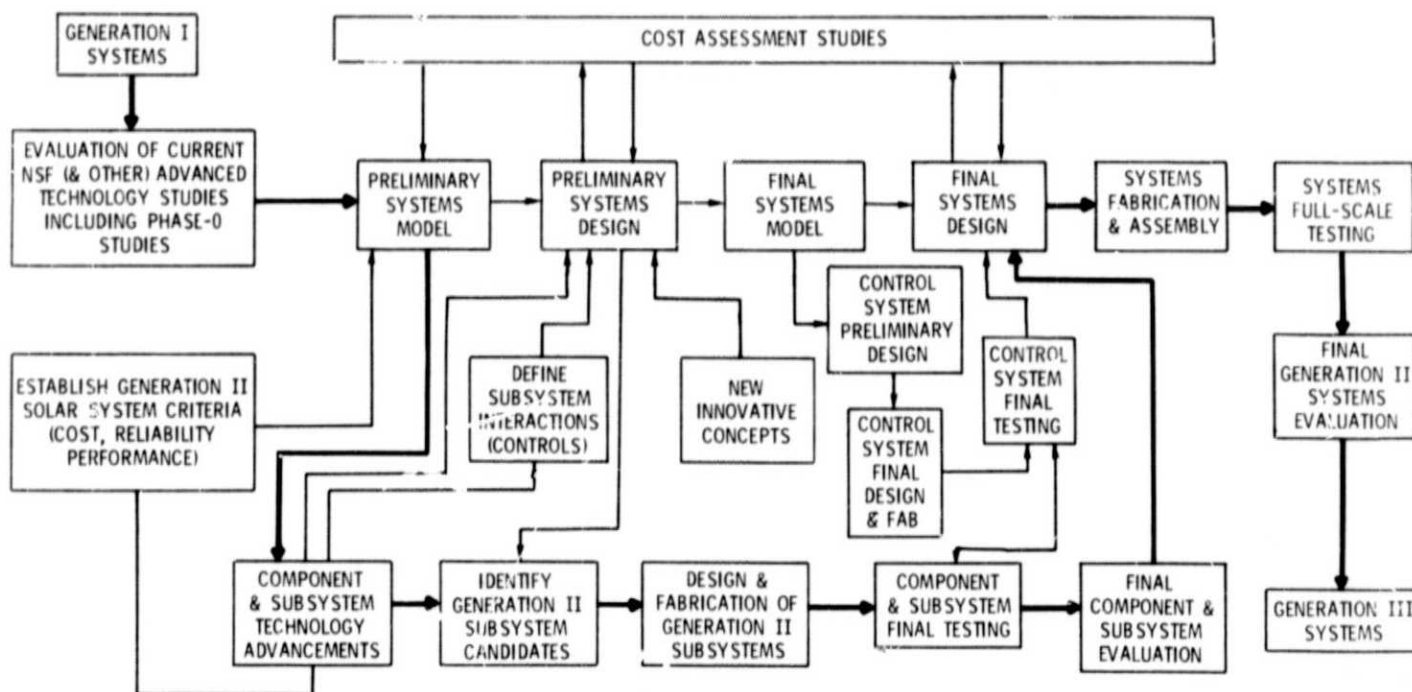 GENERATION I
SYSTEMS
COST ASSESSMENT STUDIES
EVALUATION OF CURRENT
NSF (& OTHER) ADVANCED
TECHNOLOGY STUDIES
INCLUDING PHASE-0
STUDIES
PRELIMINARY
SYSTEMS
MODEL
PRELIMINARY
SYSTEMS
DESIGN
FINAL
SYSTEMS
MODEL
FINAL
SYSTEMS
DESIGN
SYSTEMS
FABRICATION
& ASSEMBLY
SYSTEMS
FULL-SCALE
TESTING
ESTABLISH GENERATION II
SOLAR SYSTEM CRITERIA
(COST, RELIABILITY
PERFORMANCE)
DEFINE
SUBSYSTEM
INTERACTIONS
(CONTROLS)
NEW
INNOVATIVE
CONCEPTS
CONTROL
SYSTEM
PRELIMINARY
DESIGN
CONTROL
SYSTEM
FINAL
DESIGN
& FAB
CONTROL
SYSTEM
FINAL
TESTING
FINAL
GENERATION II
SYSTEMS
EVALUATION
COMPONENT
& SUBSYSTEM
TECHNOLOGY
ADVANCEMENTS
IDENTIFY
GENERATION II
SUBSYSTEM
CANDIDATES
DESIGN &
FABRICATION OF
GENERATION II
SUBSYSTEMS
COMPONENT
& SUBSYSTEM
FINAL TESTING
FINAL
COMPONENT &
SUBSYSTEM
EVALUATION
GENERATION III
SYSTEMS